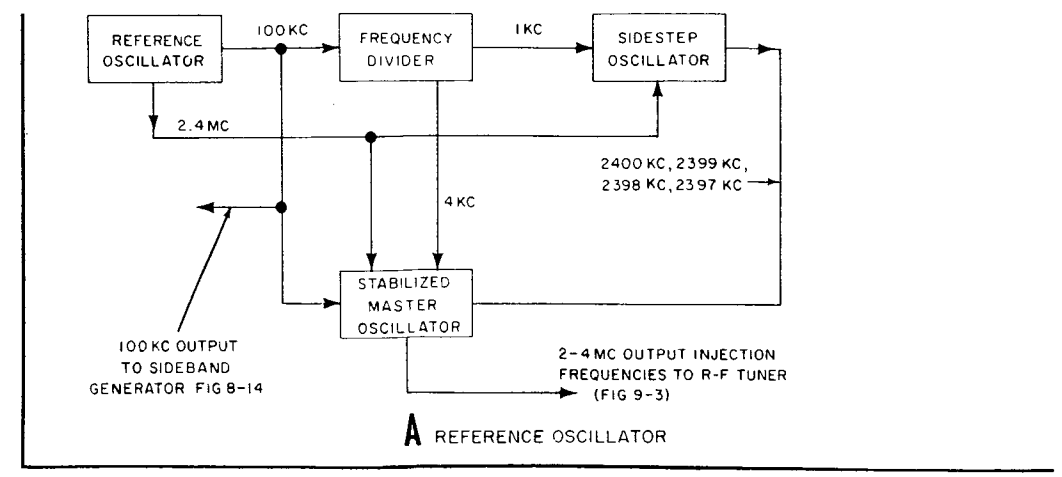 REFERENCE
OSCILLATOR
100 KC
FREQUENCY
DIVIDER
1 KC
SIDESTEP
OSCILLATOR
2.4 MC
2400 KC, 2399 KC,
2398 KC, 2397 KC
4 KC
STABILIZED
MASTER
OSCILLATOR
100 KC OUTPUT
TO SIDEBAND
GENERATOR FIG 8-14
2-4 MC OUTPUT INJECTION
FREQUENCIES TO R-F TUNER
(FIG 9-3)
A REFERENCE OSCILLATOR